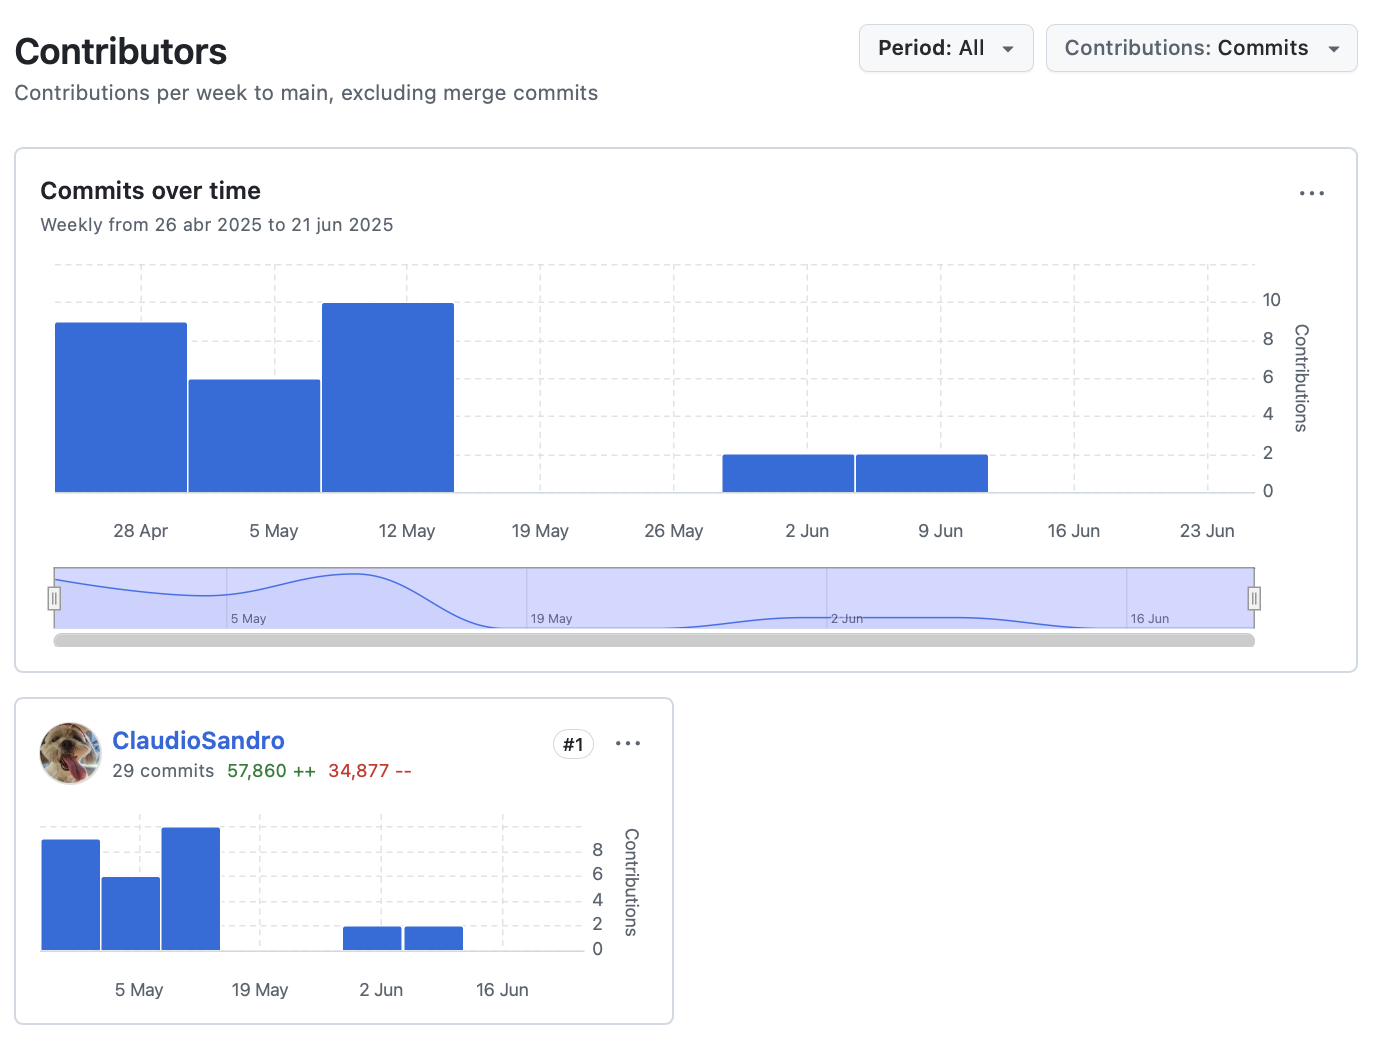 Contributors
Period: All
Contributions: Commits
Contributions per week to main, excluding merge commits
Commits over time
Weekly from 26 abr 2025 to 21 jun 2025
10
8
6
4
2
0
Contributions
28 Apr 5 May 12 May 19 May 26 May 2 Jun 9 Jun 16 Jun 23 Jun
5 May 19 May 2 Jun 16 Jun
ClaudioSandro
#1
29 commits 57,860 ++ 34,877 --
8
6
4
2
0
Contributions
5 May 19 May 2 Jun 16 Jun